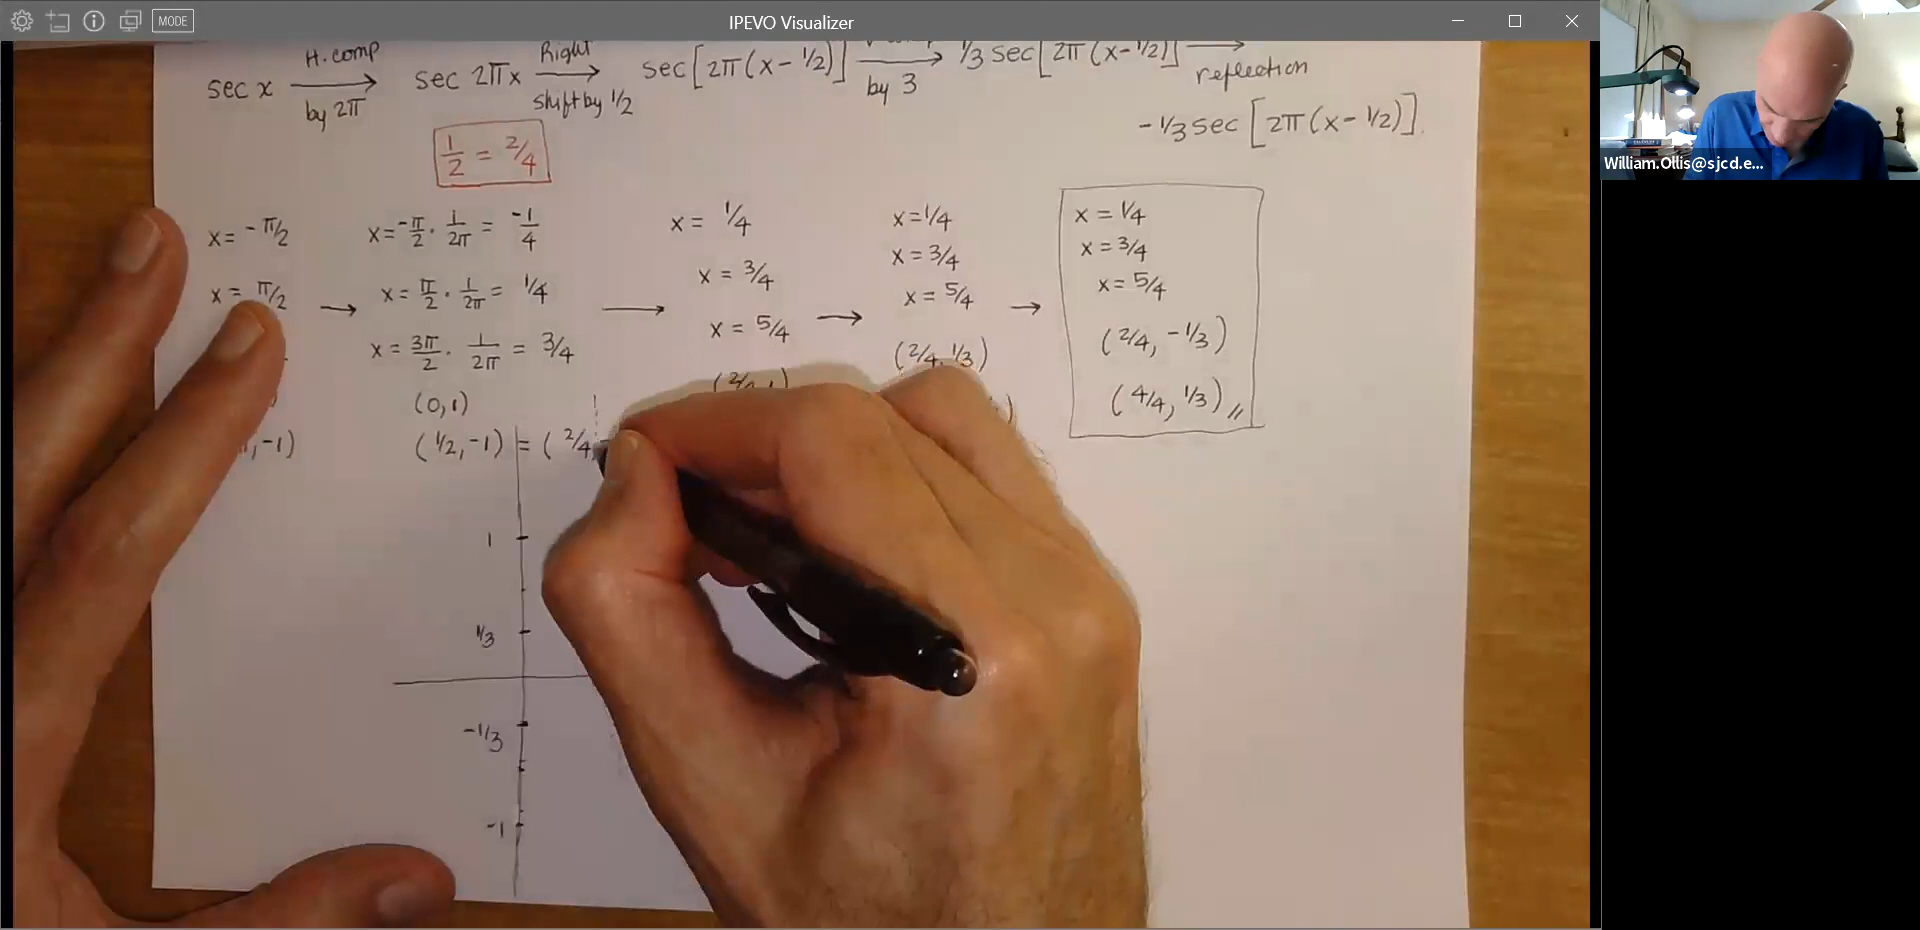 MODE
IPEVO Visualizer
William.Ollis@sjcd.e...
sec x → H. comp by 2π sec 2πx → Right shift by 1/2 sec[2π(x - 1/2)] → by 3 1/3 sec[2π(x - 1/2)] → reflection
-1/3 sec[2π(x - 1/2)].
1/2 = 2/4
x = -π/2
x = π/2
, -1)
→
x = -π/2 · 1/2π = -1/4
x = π/2 · 1/2π = 1/4
x = 3π/2 · 1/2π = 3/4
(0, 1)
(1/2, -1) = (2/4,
→
x = 1/4
x = 3/4
x = 5/4
→
x = 1/4
x = 3/4
x = 5/4
(2/4, 1/3)
→
x = 1/4
x = 3/4
x = 5/4
(2/4, -1/3)
(4/4, 1/3) //
1
1/3
-1/3
-1